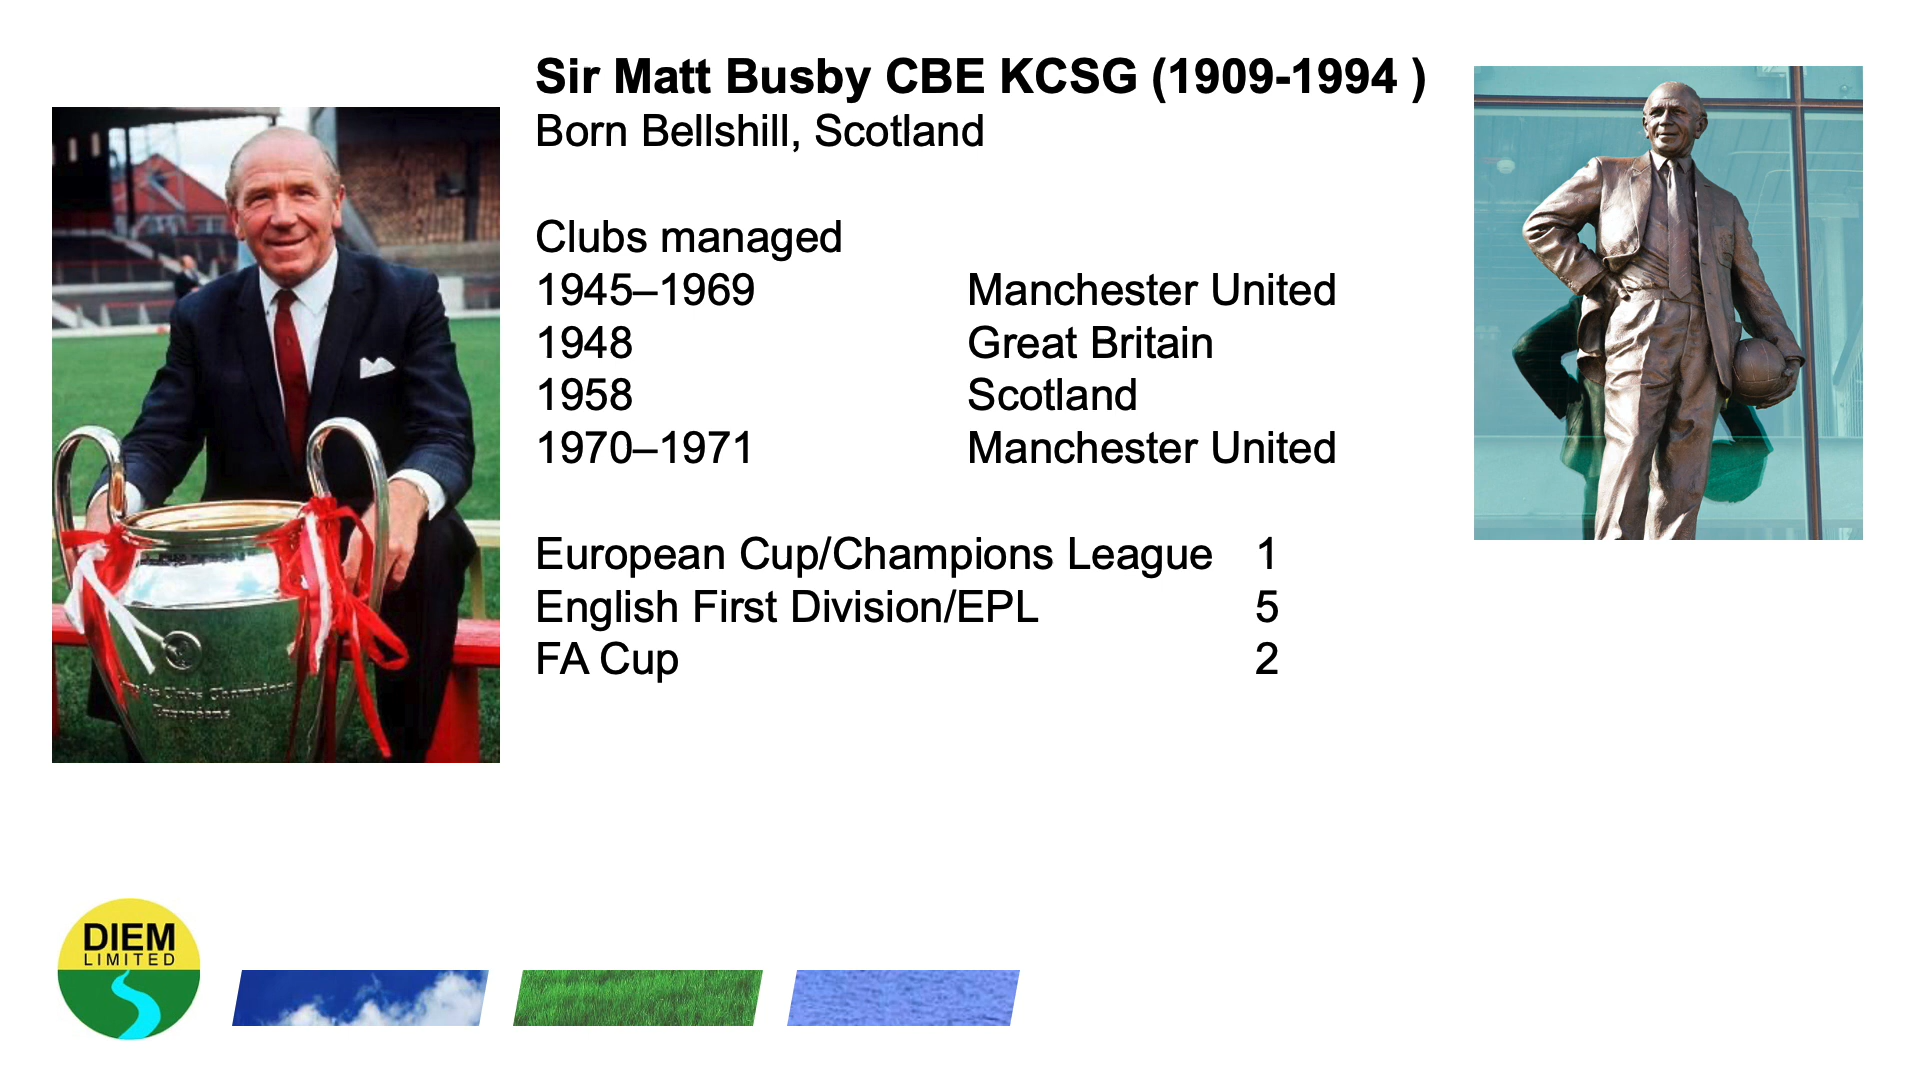 Sir Matt Busby CBE KCSG (1909-1994 )
Born Bellshill, Scotland
Clubs managed
1945–1969 Manchester United
1948 Great Britain
1958 Scotland
1970–1971 Manchester United
European Cup/Champions League 1
English First Division/EPL 5
FA Cup 2
DIEM
LIMITED